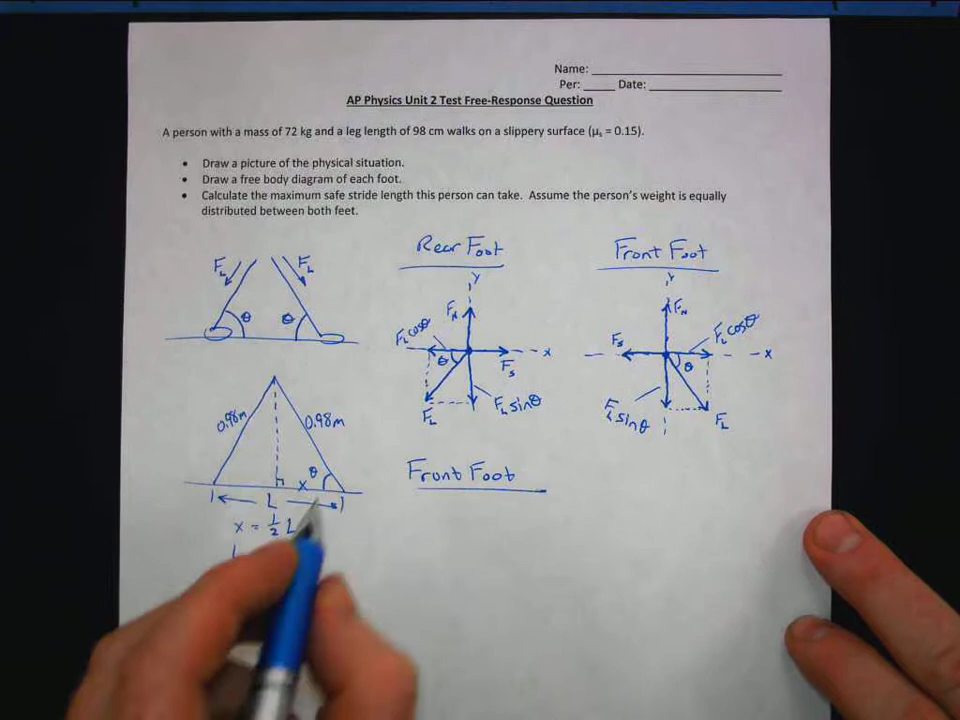 Name: ____________________
Per: _____ Date: ____________________
AP Physics Unit 2 Test Free-Response Question
A person with a mass of 72 kg and a leg length of 98 cm walks on a slippery surface (μs = 0.15).
• Draw a picture of the physical situation.
• Draw a free body diagram of each foot.
• Calculate the maximum safe stride length this person can take. Assume the person's weight is equally
distributed between both feet.
FL FL
θ θ
0.98m 0.98m
θ
x
L
x = 1/2 L
L
Rear Foot
Y
FN
FL cosθ
x
θ
Fs
FL sinθ
FL
Front Foot
Y
FN
FL cosθ
Fs
x
θ
FL sinθ
FL
Front Foot